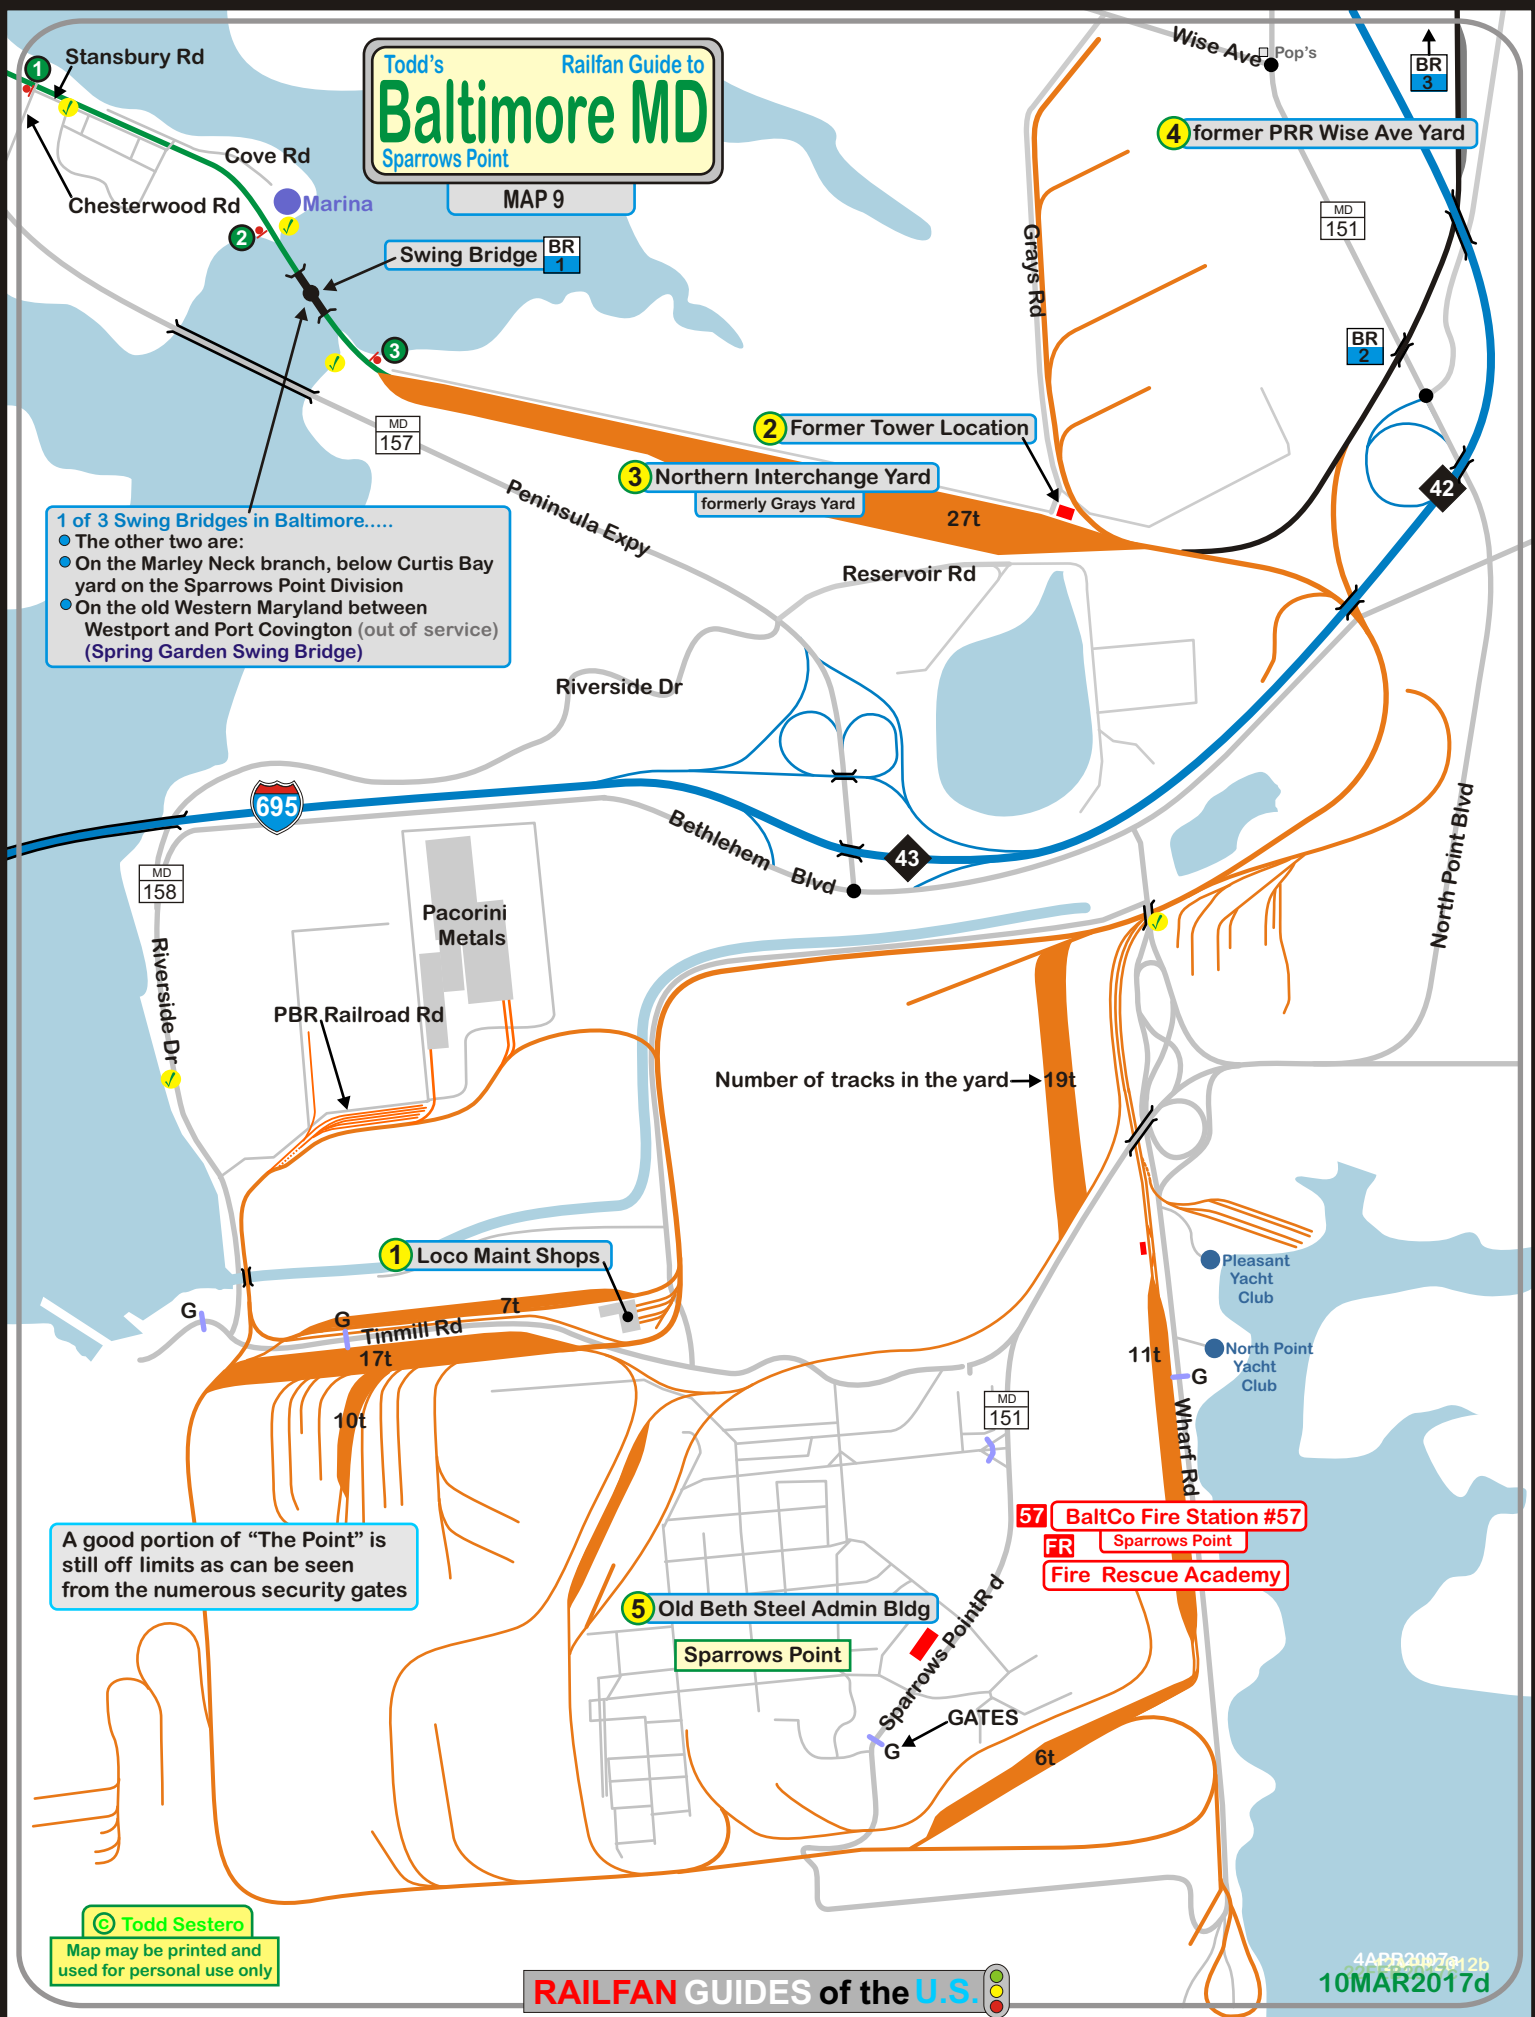 1
Stansbury Rd
Todd's
Railfan Guide to
Baltimore MD
Sparrows Point
MAP 9
Wise Ave
Pop's
BR
3
4
former PRR Wise Ave Yard
Cove Rd
Chesterwood Rd
Marina
2
Swing Bridge
BR
1
MD
151
Grays Rd
3
BR
2
MD
157
2
Former Tower Location
3
Northern Interchange Yard
formerly Grays Yard
27t
42
Peninsula Expy
1 of 3 Swing Bridges in Baltimore.....
The other two are:
On the Marley Neck branch, below Curtis Bay
yard on the Sparrows Point Division
On the old Western Maryland between
Westport and Port Covington (out of service)
(Spring Garden Swing Bridge)
Reservoir Rd
Riverside Dr
695
Bethlehem
Blvd
43
North Point Blvd
MD
158
Pacorini
Metals
Riverside Dr
PBR Railroad Rd
Number of tracks in the yard
19t
1
Loco Maint Shops
Pleasant
Yacht
Club
G
G
7t
Tinmill Rd
17t
11t
North Point
Yacht
Club
G
10t
MD
151
Wharf Rd
57
BaltCo Fire Station #57
Sparrows Point
FR
Fire Rescue Academy
A good portion of “The Point” is
still off limits as can be seen
from the numerous security gates
5
Old Beth Steel Admin Bldg
Sparrows Point
Sparrows PointR d
GATES
G
6t
© Todd Sestero
Map may be printed and
used for personal use only
RAILFAN GUIDES of the U.S.
4APR2007a
10MAR2017d